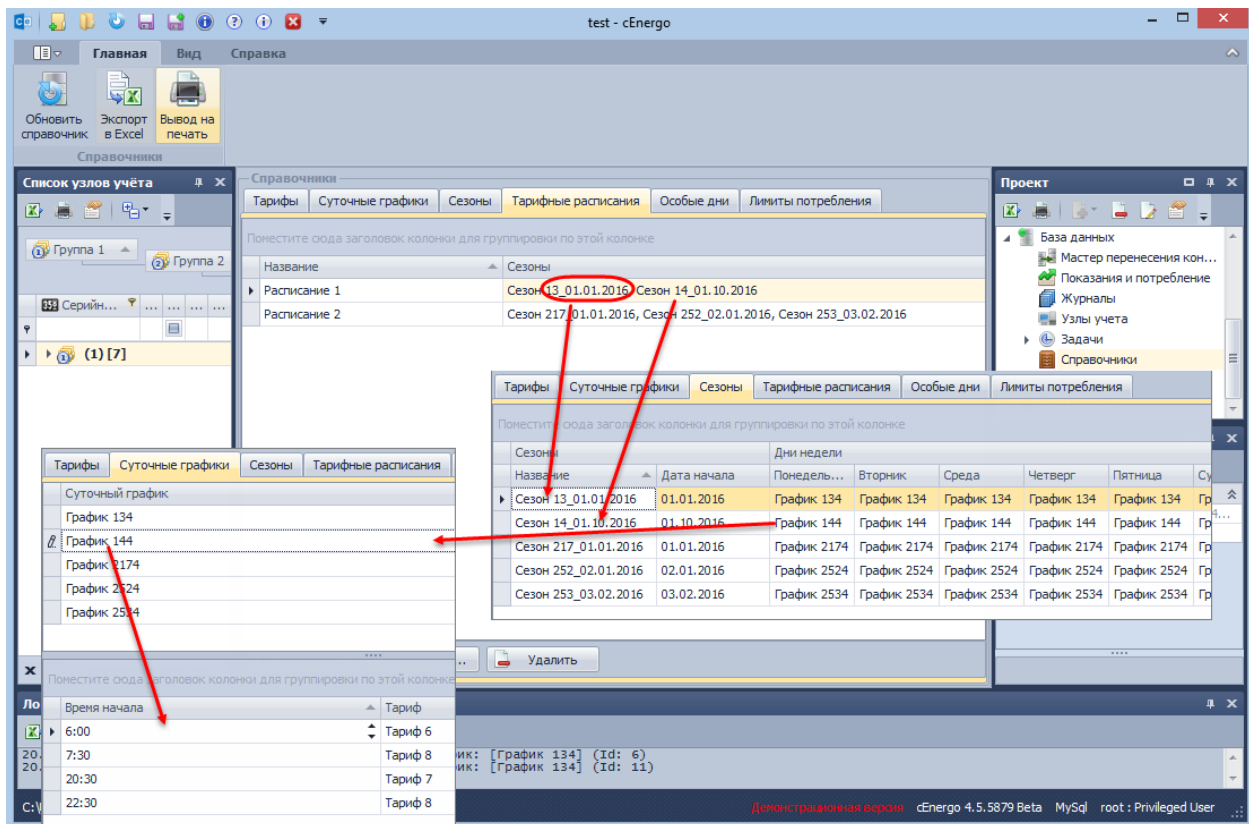 test - cEnergo
Главная Вид Справка
Обновить справочник Экспорт в Excel Вывод на печать
Справочники
Список узлов учёта
Группа 1
Группа 2
Серийн... ... ... ... ...
(1) [7]
Справочники
Тарифы Суточные графики Сезоны Тарифные расписания Особые дни Лимиты потребления
Поместите сюда заголовок колонки для группировки по этой колонке
Название Сезоны
Расписание 1 Сезон 13_01.01.2016, Сезон 14_01.10.2016
Расписание 2 Сезон 217_01.01.2016, Сезон 252_02.01.2016, Сезон 253_03.02.2016
Проект
База данных
Мастер перенесения кон...
Показания и потребление
Журналы
Узлы учета
Задачи
Справочники
Тарифы Суточные графики Сезоны Тарифные расписания Особые дни Лимиты потребления
Поместите сюда заголовок колонки для группировки по этой колонке
Сезоны Дни недели
Название Дата начала Понедель... Вторник Среда Четверг Пятница Су
Сезон 13_01.01.2016 01.01.2016 График 134 График 134 График 134 График 134 График 134 Гр
Сезон 14_01.10.2016 01.10.2016 График 144 График 144 График 144 График 144 График 144 Гр
Сезон 217_01.01.2016 01.01.2016 График 2174 График 2174 График 2174 График 2174 График 2174 Гр
Сезон 252_02.01.2016 02.01.2016 График 2524 График 2524 График 2524 График 2524 График 2524 Гр
Сезон 253_03.02.2016 03.02.2016 График 2534 График 2534 График 2534 График 2534 График 2534 Гр
4...
Тарифы Суточные графики Сезоны Тарифные расписания
Суточный график
График 134
График 144
График 2174
График 2524
График 2534
.. Удалить
Поместите сюда заголовок колонки для группировки по этой колонке
Время начала Тариф
6:00 Тариф 6
7:30 Тариф 8
20:30 Тариф 7
22:30 Тариф 8
Ло
20. ик: [График 134] (Id: 6)
20. ик: [График 134] (Id: 11)
C:\ Демонстрационная версия cEnergo 4.5.5879 Beta MySql root : Privileged User